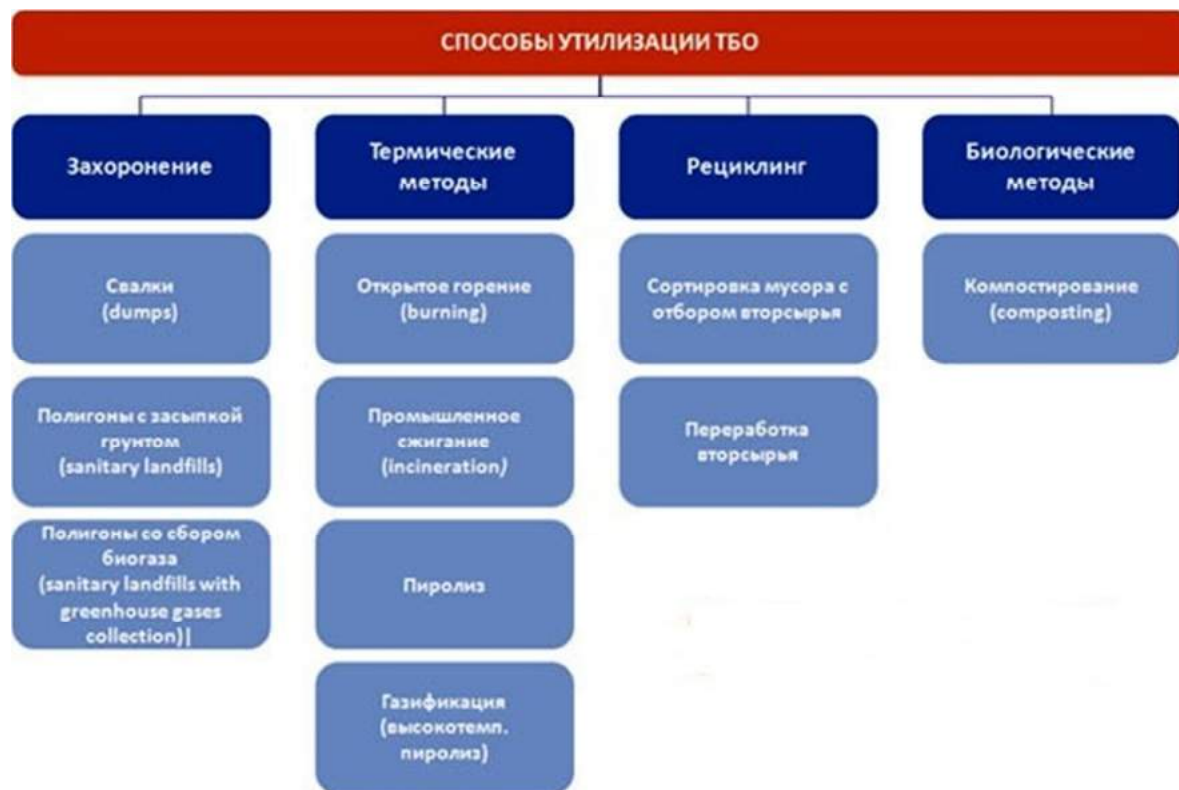 СПОСОБЫ УТИЛИЗАЦИИ ТБО
Захоронение
Термические
методы
Рециклинг
Биологические
методы
Свалки
(dumps)
Открытое горение
(burning)
Сортировка мусора с
отбором вторсырья
Компостирование
(composting)
Полигоны с засыпкой
грунтом
(sanitary landfills)
Промышленное
сжигание
(incineration)
Переработка
вторсырья
Полигоны со сбором
биогаза
(sanitary landfills with
greenhouse gases
collection)|
Пиролиз
Газификация
(высокотемп.
пиролиз)